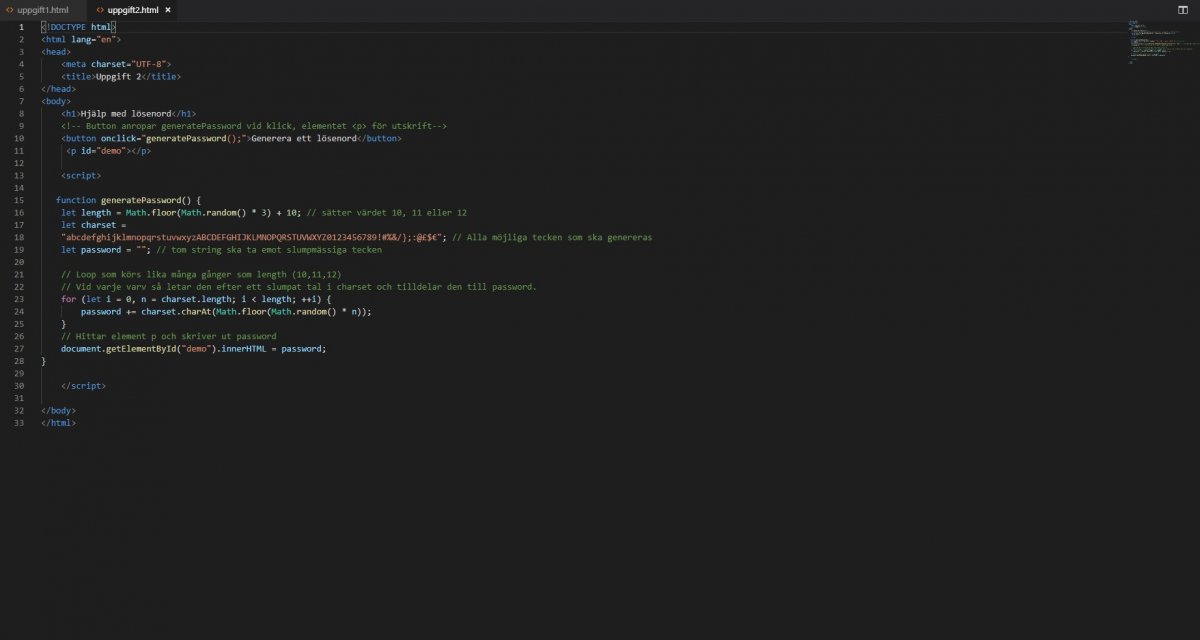 uppgift1.html
uppgift2.html
1 <!DOCTYPE html>
2 <html lang="en">
3 <head>
4 <meta charset="UTF-8">
5 <title>Uppgift 2</title>
6 </head>
7 <body>
8 <h1>Hjälp med lösenord</h1>
9 <!-- Button anropar generatePassword vid klick, elementet <p> för utskrift-->
10 <button onclick="generatePassword();">Generera ett lösenord</button>
11 <p id="demo"></p>
12
13 <script>
14
15 function generatePassword() {
16 let length = Math.floor(Math.random() * 3) + 10; // sätter värdet 10, 11 eller 12
17 let charset =
18 "abcdefghijklmnopqrstuvwxyzABCDEFGHIJKLMNOPQRSTUVWXYZ0123456789!#%&/};:@£$€"; // Alla möjliga tecken som ska genereras
19 let password = ""; // tom string ska ta emot slumpmässiga tecken
20
21 // Loop som körs lika många gånger som length (10,11,12)
22 // Vid varje varv så letar den efter ett slumpat tal i charset och tilldelar den till password.
23 for (let i = 0, n = charset.length; i < length; ++i) {
24 password += charset.charAt(Math.floor(Math.random() * n));
25 }
26 // Hittar element p och skriver ut password
27 document.getElementById("demo").innerHTML = password;
28 }
29
30 </script>
31
32 </body>
33 </html>